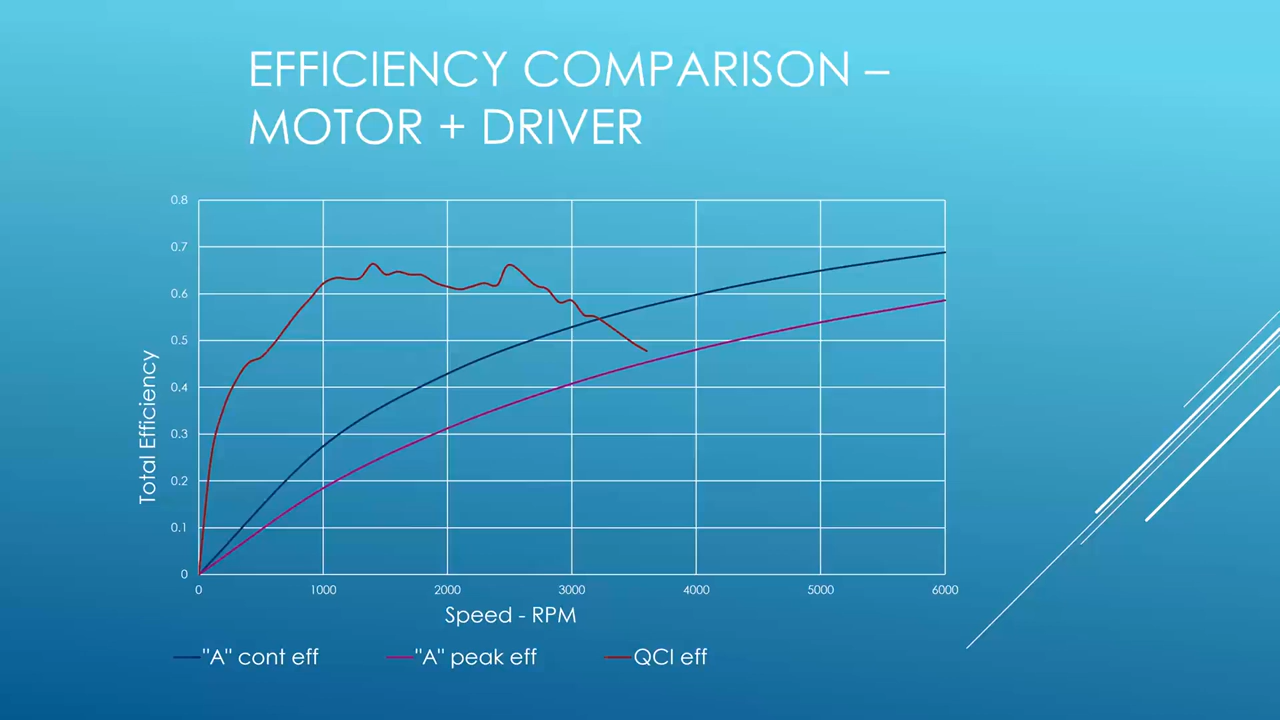 EFFICIENCY COMPARISON –
MOTOR + DRIVER
0.8
0.7
0.6
0.5
0.4
0.3
0.2
0.1
0
Total Efficiency
0 1000 2000 3000 4000 5000 6000
Speed - RPM
"A" cont eff "A" peak eff QCI eff